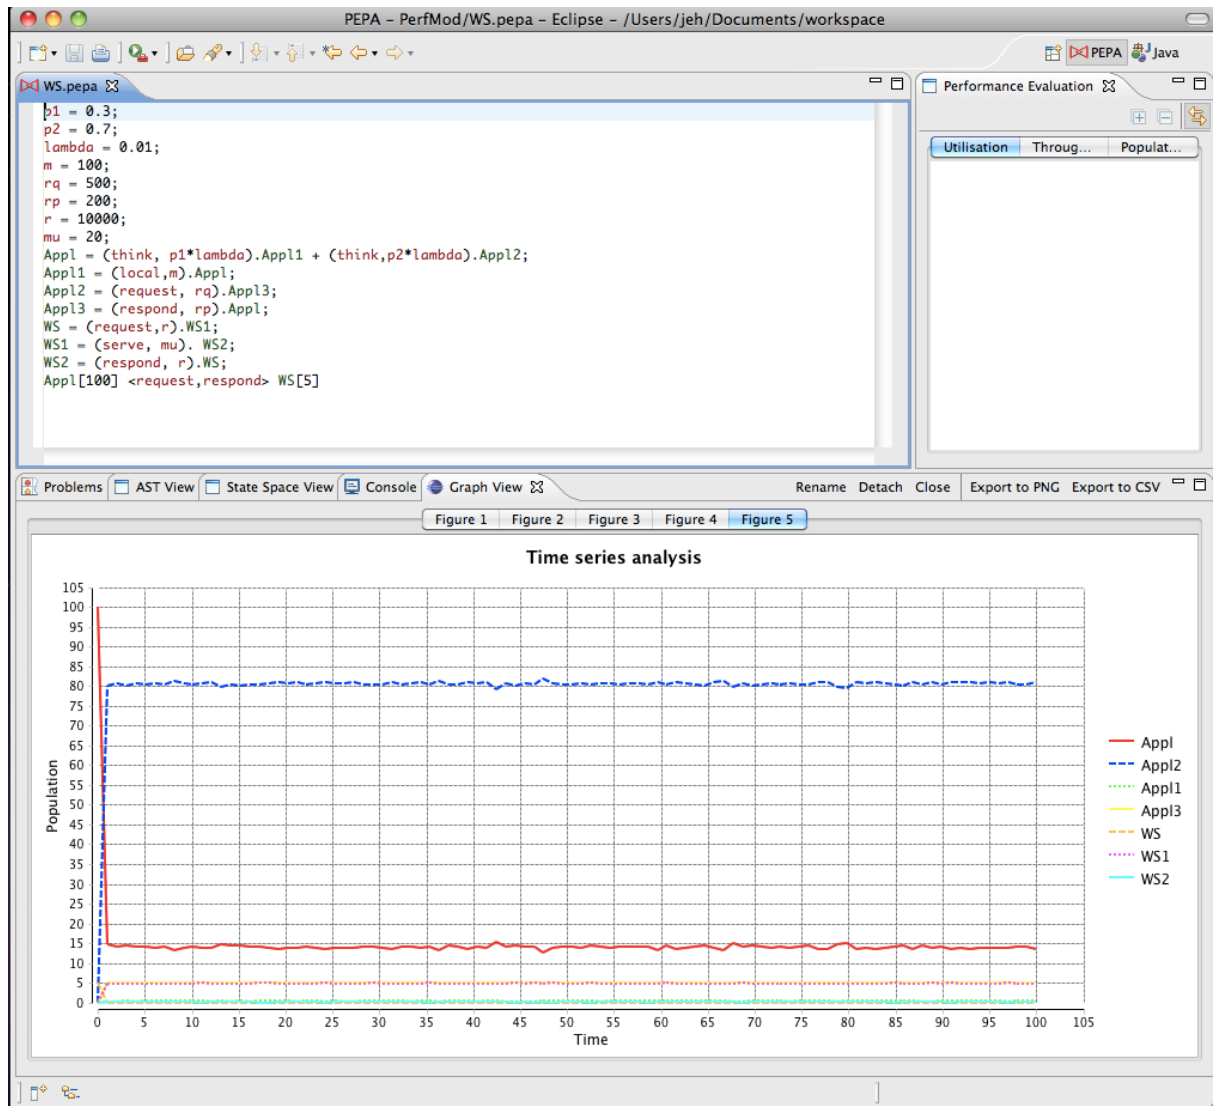 PEPA - PerfMod/WS.pepa - Eclipse - /Users/jeh/Documents/workspace
PEPA Java
WS.pepa
p1 = 0.3;
p2 = 0.7;
lambda = 0.01;
m = 100;
rq = 500;
rp = 200;
r = 10000;
mu = 20;
Appl = (think, p1*lambda).Appl1 + (think,p2*lambda).Appl2;
Appl1 = (local,m).Appl;
Appl2 = (request, rq).Appl3;
Appl3 = (respond, rp).Appl;
WS = (request,r).WS1;
WS1 = (serve, mu). WS2;
WS2 = (respond, r).WS;
Appl[100] <request,respond> WS[5]
Performance Evaluation
Utilisation Throug... Populat...
Problems AST View State Space View Console Graph View Rename Detach Close Export to PNG Export to CSV
Figure 1 Figure 2 Figure 3 Figure 4 Figure 5
Time series analysis
105
100
95
90
85
80
75
70
65
60
55
50
45
40
35
30
25
20
15
10
5
0
Population
0 5 10 15 20 25 30 35 40 45 50 55 60 65 70 75 80 85 90 95 100 105
Time
Appl
Appl2
Appl1
Appl3
WS
WS1
WS2